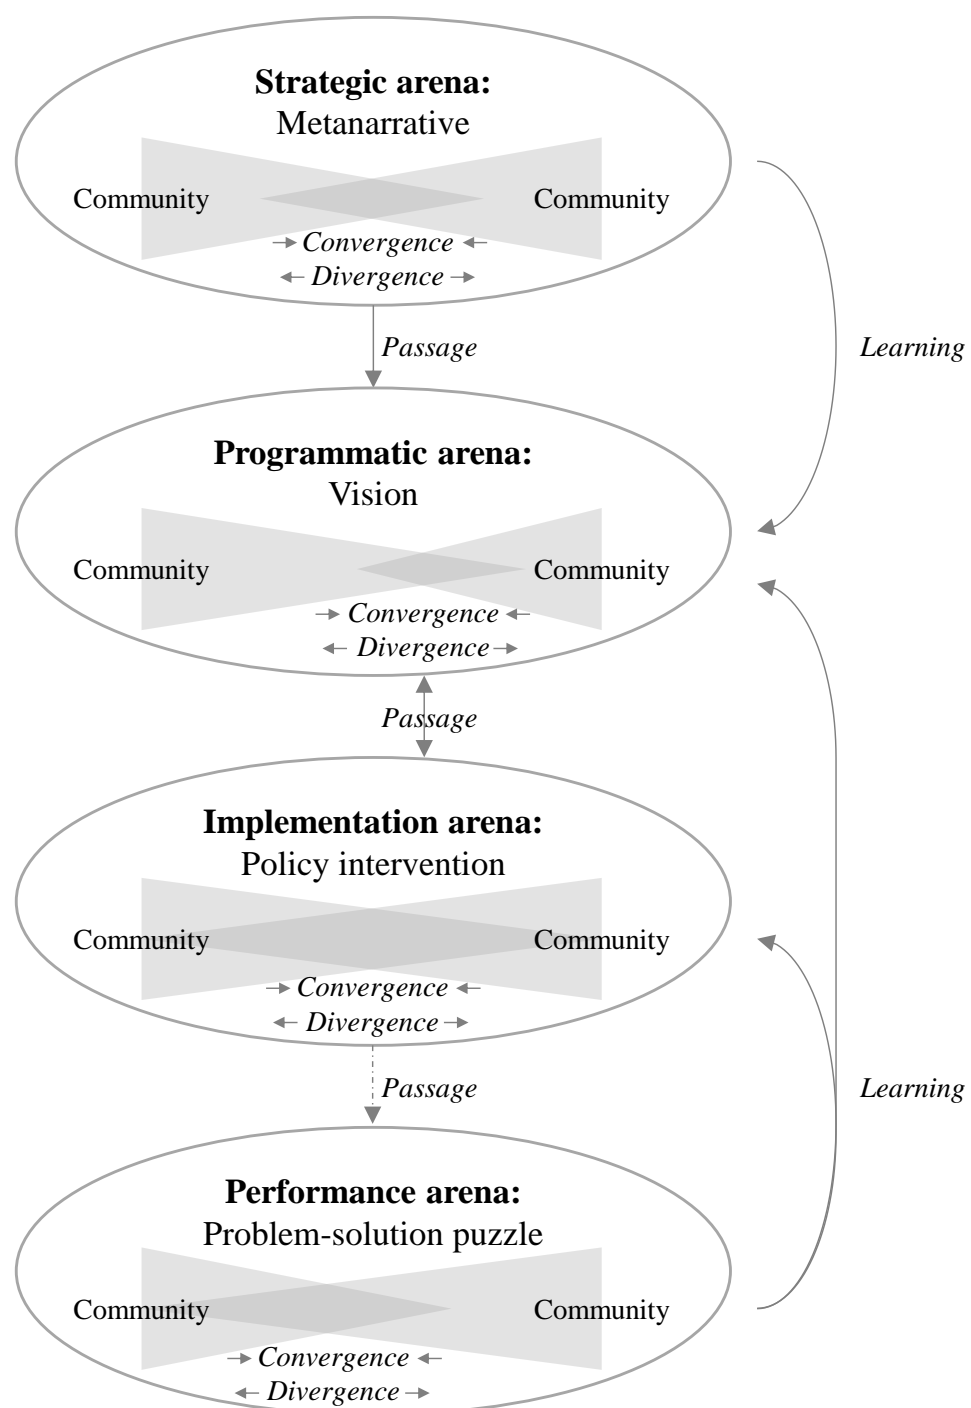 Strategic arena:
Metanarrative
Community Community
Convergence
Divergence
Passage
Learning
Programmatic arena:
Vision
Community Community
Convergence
Divergence
Passage
Implementation arena:
Policy intervention
Community Community
Convergence
Divergence
Passage
Learning
Performance arena:
Problem-solution puzzle
Community Community
Convergence
Divergence